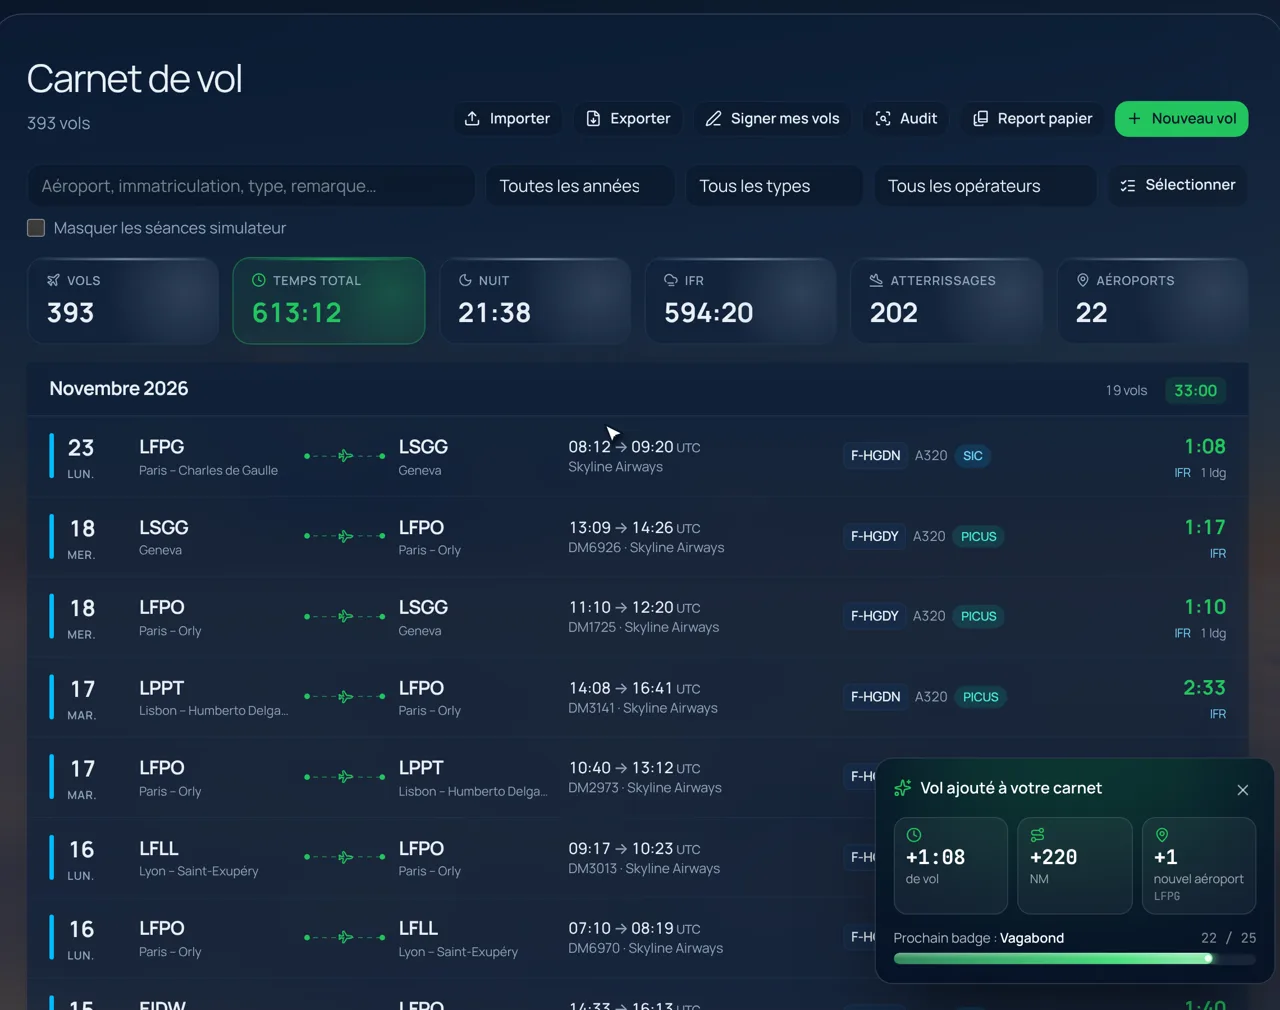 Carnet de vol
393 vols
Importer
Exporter
Signer mes vols
Audit
Report papier
+ Nouveau vol
Aéroport, immatriculation, type, remarque...
Toutes les années
Tous les types
Tous les opérateurs
Sélectionner
Masquer les séances simulateur
VOLS
393
TEMPS TOTAL
613:12
NUIT
21:38
IFR
594:20
ATTERRISSAGES
202
AÉROPORTS
22
Novembre 2026
19 vols
33:00
23 LFPG LSGG 08:12 → 09:20 UTC F-HGDN A320 SIC 1:08
LUN. Paris – Charles de Gaulle Geneva Skyline Airways IFR 1 ldg
18 LSGG LFPO 13:09 → 14:26 UTC F-HGDY A320 PICUS 1:17
MER. Geneva Paris – Orly DM6926 · Skyline Airways IFR
18 LFPO LSGG 11:10 → 12:20 UTC F-HGDY A320 PICUS 1:10
MER. Paris – Orly Geneva DM1725 · Skyline Airways IFR 1 ldg
17 LPPT LFPO 14:08 → 16:41 UTC F-HGDN A320 PICUS 2:33
MAR. Lisbon – Humberto Delga... Paris – Orly DM3141 · Skyline Airways IFR
17 LFPO LPPT 10:40 → 13:12 UTC F-H
MAR. Paris – Orly Lisbon – Humberto Delga... DM2973 · Skyline Airways
16 LFLL LFPO 09:17 → 10:23 UTC F-H
LUN. Lyon – Saint-Exupéry Paris – Orly DM3013 · Skyline Airways
16 LFPO LFLL 07:10 → 08:19 UTC F-H
LUN. Paris – Orly Lyon – Saint-Exupéry DM6970 · Skyline Airways
15 EIDW LFPO 14:33 → 16:13 UTC 1:40
Vol ajouté à votre carnet
+1:08
de vol
+220
NM
+1
nouvel aéroport
LFPG
Prochain badge : Vagabond
22 / 25